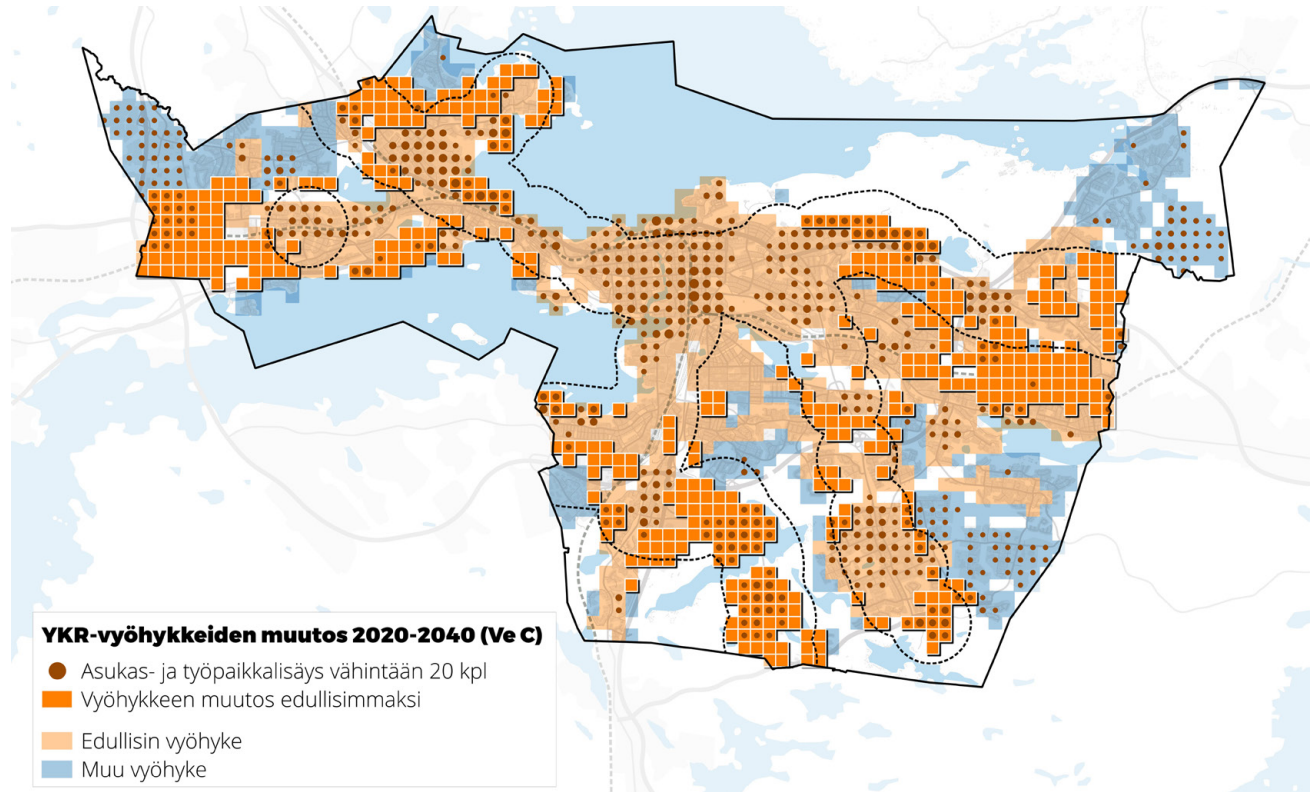 YKR-vyöhykkeiden muutos 2020-2040 (Ve C)
Asukas- ja työpaikkalisäys vähintään 20 kpl
Vyöhykkeen muutos edullisimmaksi
Edullisin vyöhyke
Muu vyöhyke